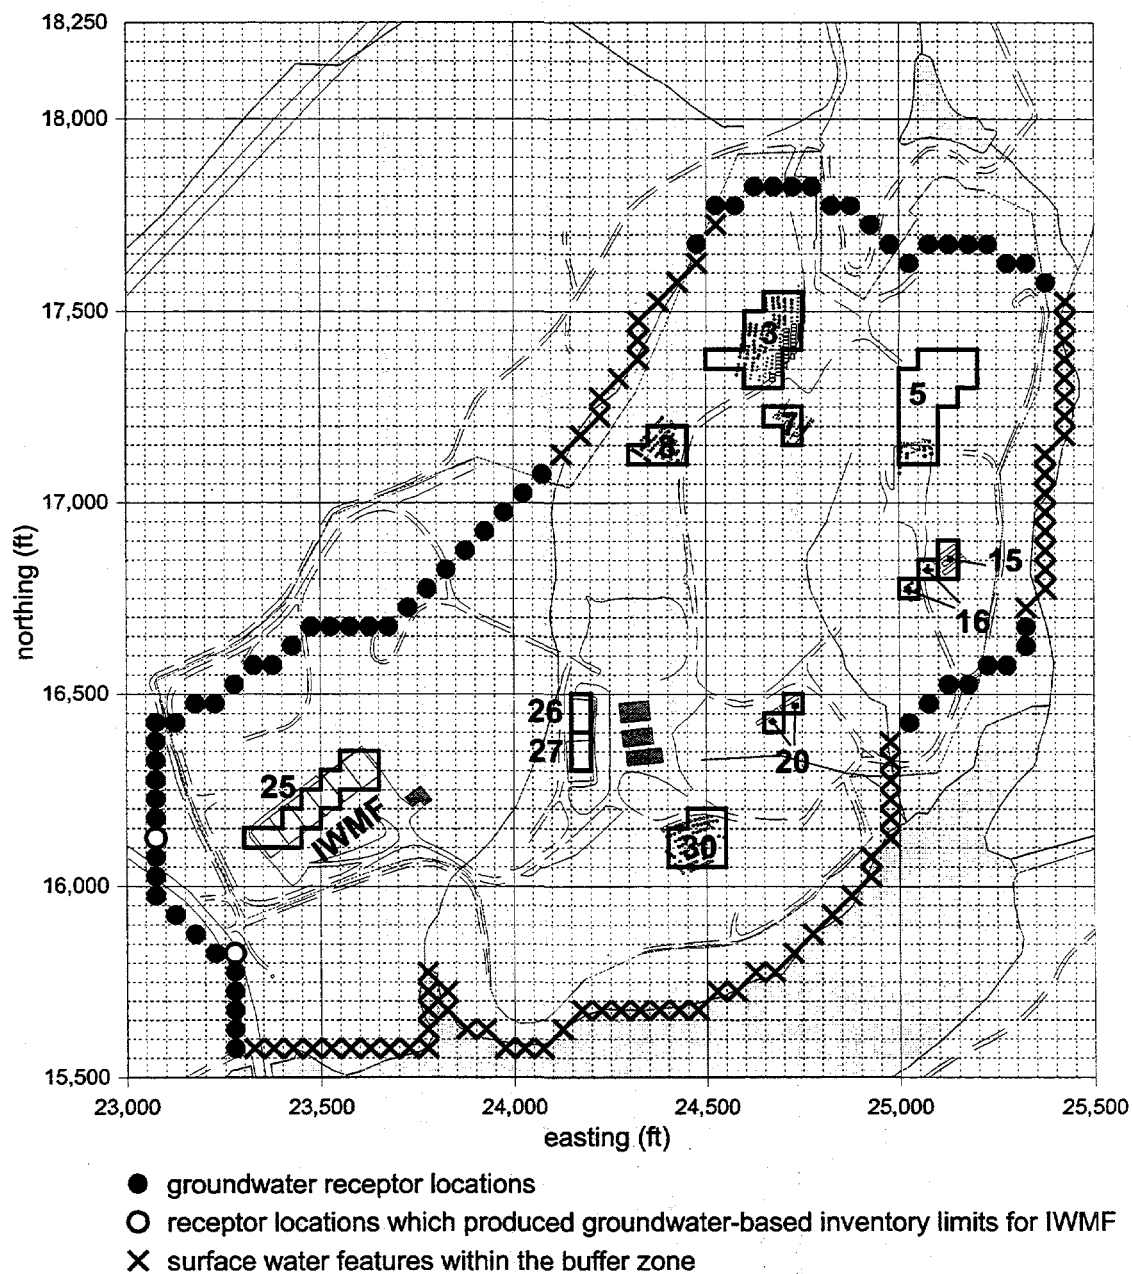 18,250
18,000
17,500
17,000
16,500
16,000
15,500
northing (ft)
6
5
7
8
15
16
26
27
20
25
IWMF
30
23,000 23,500 24,000 24,500 25,000 25,500
easting (ft)
groundwater receptor locations
receptor locations which produced groundwater-based inventory limits for IWMF
surface water features within the buffer zone